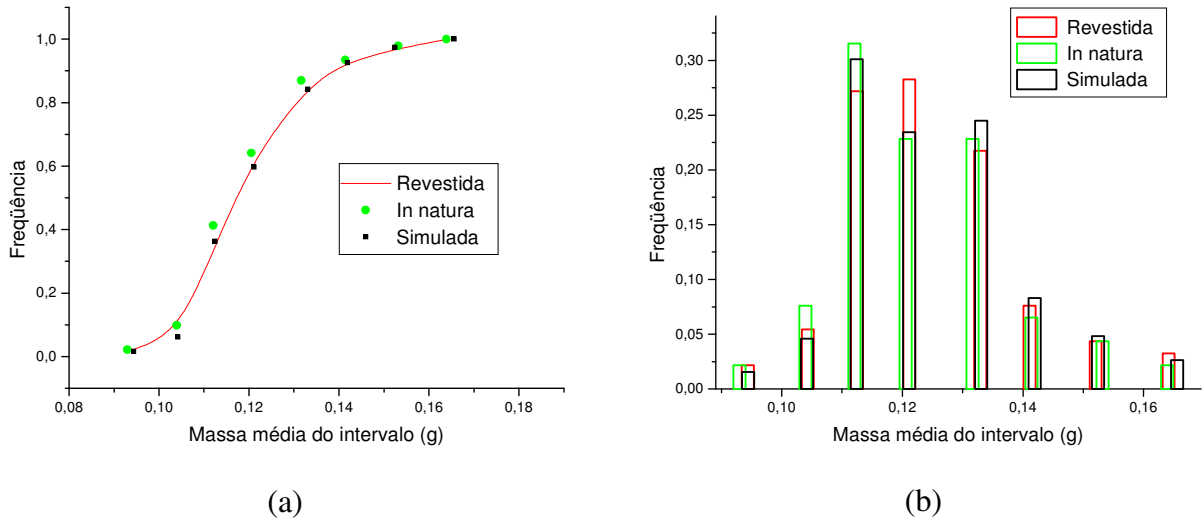 1,0
0,8
0,6
0,4
0,2
0,0
Freqüência
0,08 0,10 0,12 0,14 0,16 0,18
Massa média do intervalo (g)
Revestida
In natura
Simulada
(a)
Revestida
In natura
Simulada
0,30
0,25
0,20
0,15
0,10
0,05
0,00
Freqüência
0,10 0,12 0,14 0,16
Massa média do intervalo (g)
(b)